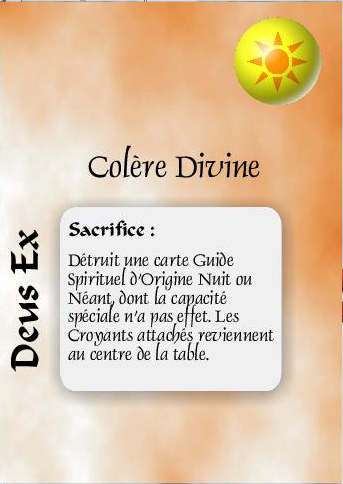 Colère Divine
Deus Ex
Sacrifice :
Détruit une carte Guide
Spirituel d'Origine Nuit ou
Néant, dont la capacité
spéciale n'a pas effet. Les
Croyants attachés reviennent
au centre de la table.